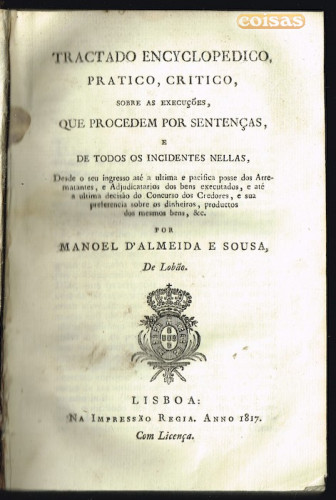 coisas
TRACTADO ENCYCLOPEDICO,
PRATICO, CRITICO,
SOBRE AS EXECUÇÕES,
QUE PROCEDEM POR SENTENÇAS,
E
DE TODOS OS INCIDENTES NELLAS,
Desde o seu ingresso até a ultima e pacifica posse dos Arre-
matantes, e Adjudicatarios dos bens executados, e até
a ultima decisão do Concurso dos Credores, e sua
preferencia sobre os dinheiros, productos
dos mesmos bens, &c.
POR
MANOEL D'ALMEIDA E SOUSA,
De Lobão.
LISBOA:
NA IMPRESSÃO REGIA. ANNO 1817.
Com Licença.